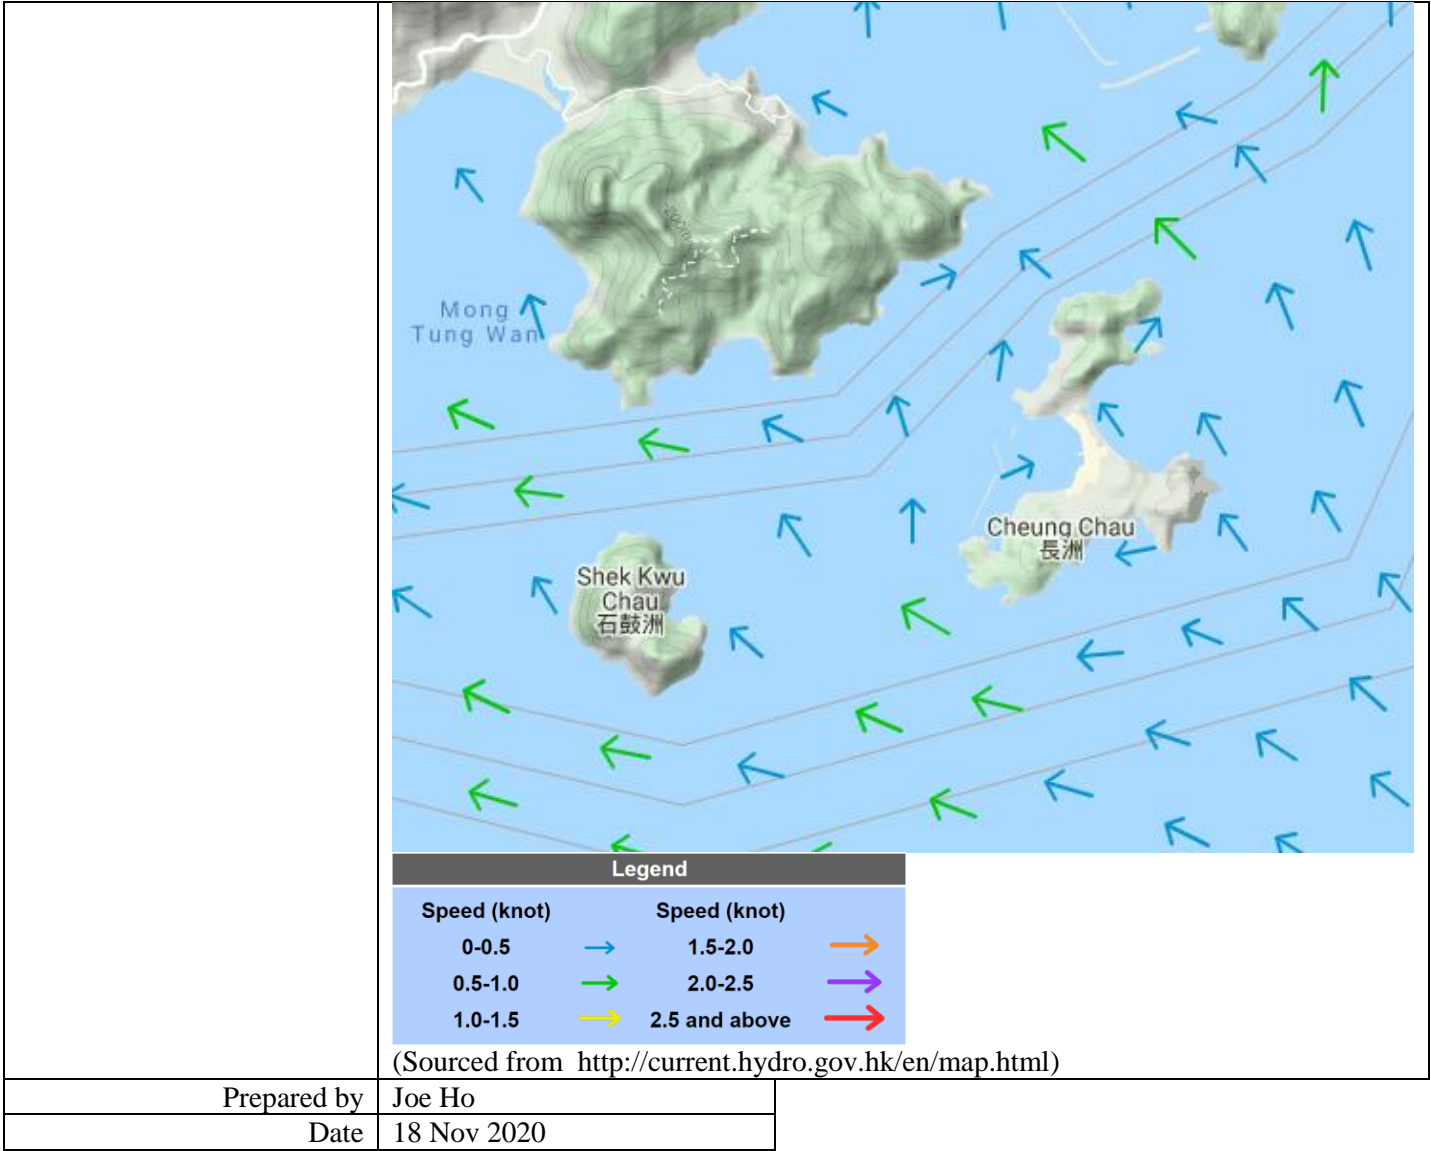 200m
Mong
Tung Wan
Cheung Chau
長洲
Shek Kwu
Chau
石鼓洲
Legend
Speed (knot) Speed (knot)
0-0.5 1.5-2.0
0.5-1.0 2.0-2.5
1.0-1.5 2.5 and above
(Sourced from http://current.hydro.gov.hk/en/map.html)
Prepared by Joe Ho
Date 18 Nov 2020